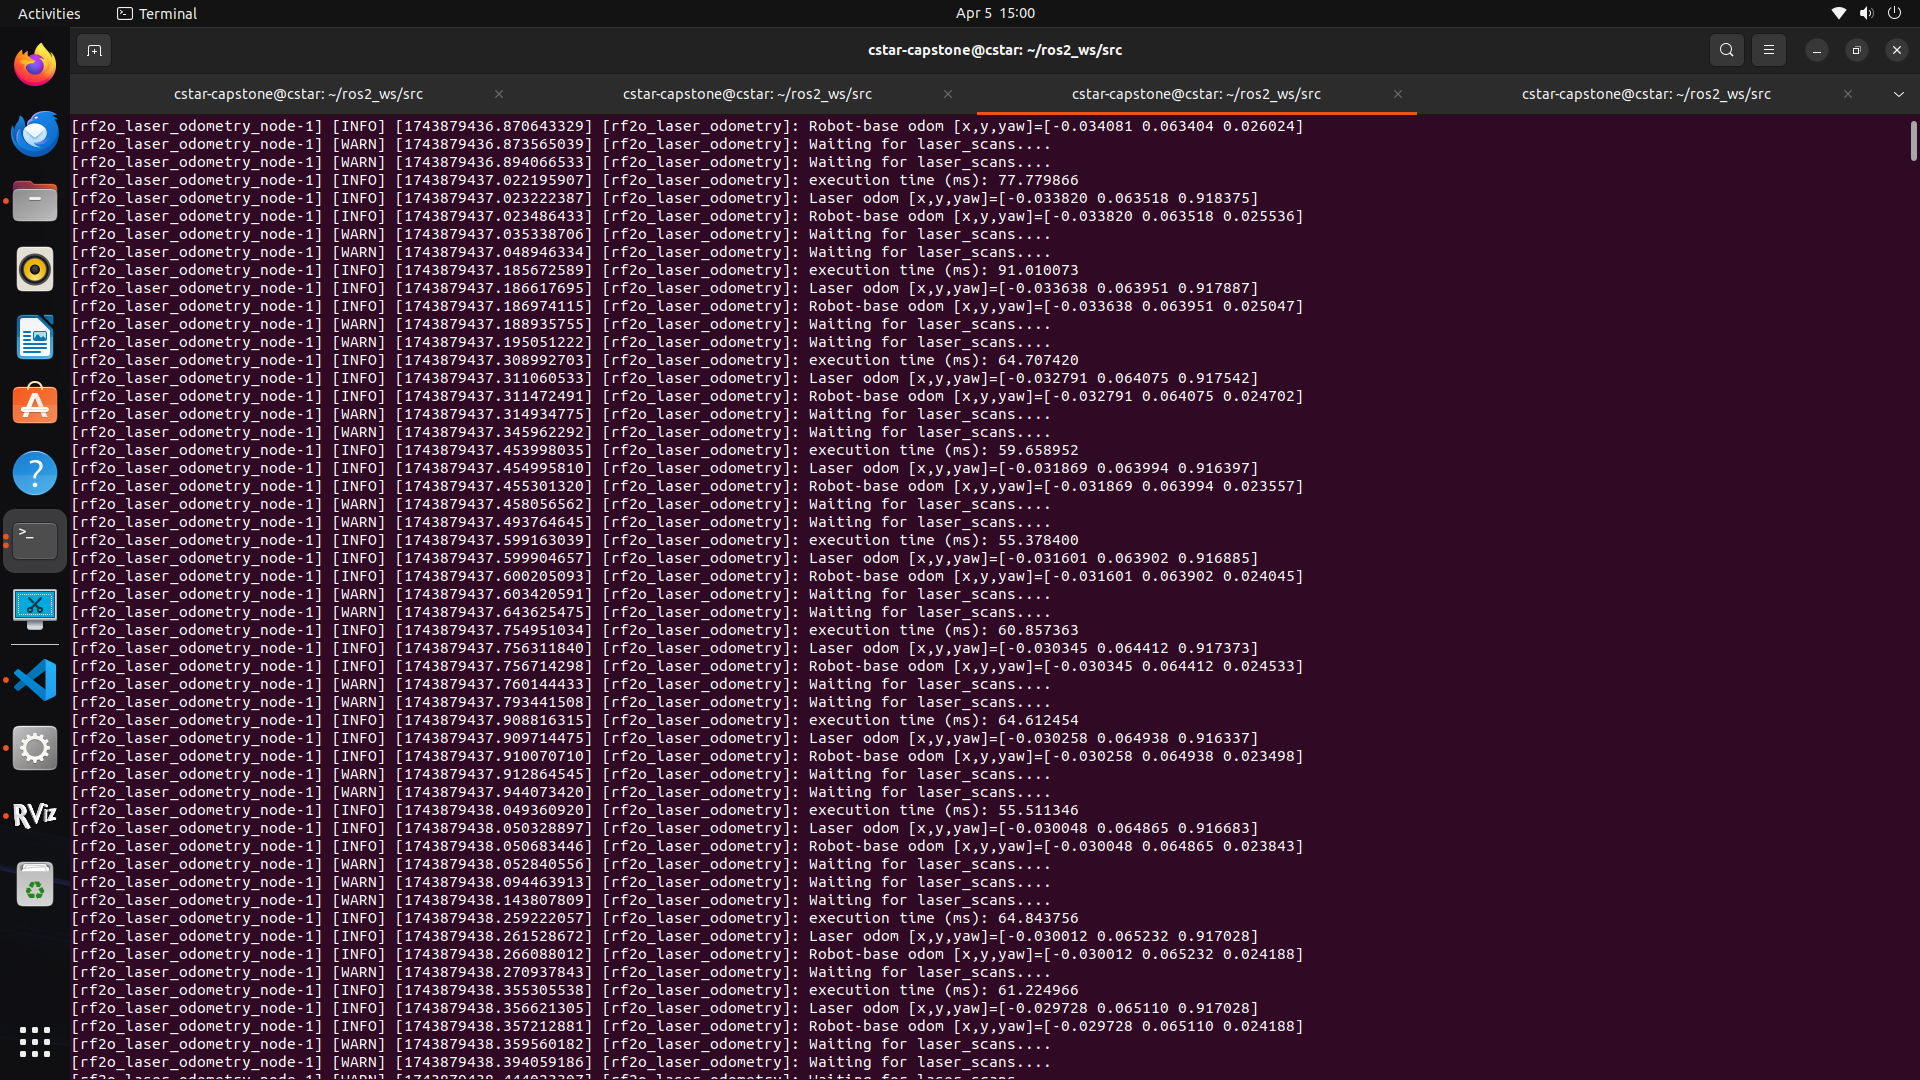 Activities
Terminal
Apr 5 15:00
cstar-capstone@cstar: ~/ros2_ws/src
cstar-capstone@cstar: ~/ros2_ws/src
cstar-capstone@cstar: ~/ros2_ws/src
cstar-capstone@cstar: ~/ros2_ws/src
cstar-capstone@cstar: ~/ros2_ws/src
[rf2o_laser_odometry_node-1] [INFO] [1743879436.870643329] [rf2o_laser_odometry]: Robot-base odom [x,y,yaw]=[-0.034081 0.063404 0.026024]
[rf2o_laser_odometry_node-1] [WARN] [1743879436.873565039] [rf2o_laser_odometry]: Waiting for laser_scans....
[rf2o_laser_odometry_node-1] [WARN] [1743879436.894066533] [rf2o_laser_odometry]: Waiting for laser_scans....
[rf2o_laser_odometry_node-1] [INFO] [1743879437.022195907] [rf2o_laser_odometry]: execution time (ms): 77.779866
[rf2o_laser_odometry_node-1] [INFO] [1743879437.023222387] [rf2o_laser_odometry]: Laser odom [x,y,yaw]=[-0.033820 0.063518 0.918375]
[rf2o_laser_odometry_node-1] [INFO] [1743879437.023486433] [rf2o_laser_odometry]: Robot-base odom [x,y,yaw]=[-0.033820 0.063518 0.025536]
[rf2o_laser_odometry_node-1] [WARN] [1743879437.035338706] [rf2o_laser_odometry]: Waiting for laser_scans....
[rf2o_laser_odometry_node-1] [WARN] [1743879437.048946334] [rf2o_laser_odometry]: Waiting for laser_scans....
[rf2o_laser_odometry_node-1] [INFO] [1743879437.185672589] [rf2o_laser_odometry]: execution time (ms): 91.010073
[rf2o_laser_odometry_node-1] [INFO] [1743879437.186617695] [rf2o_laser_odometry]: Laser odom [x,y,yaw]=[-0.033638 0.063951 0.917887]
[rf2o_laser_odometry_node-1] [INFO] [1743879437.186974115] [rf2o_laser_odometry]: Robot-base odom [x,y,yaw]=[-0.033638 0.063951 0.025047]
[rf2o_laser_odometry_node-1] [WARN] [1743879437.188935755] [rf2o_laser_odometry]: Waiting for laser_scans....
[rf2o_laser_odometry_node-1] [WARN] [1743879437.195051222] [rf2o_laser_odometry]: Waiting for laser_scans....
[rf2o_laser_odometry_node-1] [INFO] [1743879437.308992703] [rf2o_laser_odometry]: execution time (ms): 64.707420
[rf2o_laser_odometry_node-1] [INFO] [1743879437.311060533] [rf2o_laser_odometry]: Laser odom [x,y,yaw]=[-0.032791 0.064075 0.917542]
[rf2o_laser_odometry_node-1] [INFO] [1743879437.311472491] [rf2o_laser_odometry]: Robot-base odom [x,y,yaw]=[-0.032791 0.064075 0.024702]
[rf2o_laser_odometry_node-1] [WARN] [1743879437.314934775] [rf2o_laser_odometry]: Waiting for laser_scans....
[rf2o_laser_odometry_node-1] [WARN] [1743879437.345962292] [rf2o_laser_odometry]: Waiting for laser_scans....
[rf2o_laser_odometry_node-1] [INFO] [1743879437.453998035] [rf2o_laser_odometry]: execution time (ms): 59.658952
[rf2o_laser_odometry_node-1] [INFO] [1743879437.454995810] [rf2o_laser_odometry]: Laser odom [x,y,yaw]=[-0.031869 0.063994 0.916397]
[rf2o_laser_odometry_node-1] [INFO] [1743879437.455301320] [rf2o_laser_odometry]: Robot-base odom [x,y,yaw]=[-0.031869 0.063994 0.023557]
[rf2o_laser_odometry_node-1] [WARN] [1743879437.458056562] [rf2o_laser_odometry]: Waiting for laser_scans....
[rf2o_laser_odometry_node-1] [WARN] [1743879437.493764645] [rf2o_laser_odometry]: Waiting for laser_scans....
[rf2o_laser_odometry_node-1] [INFO] [1743879437.599163039] [rf2o_laser_odometry]: execution time (ms): 55.378400
[rf2o_laser_odometry_node-1] [INFO] [1743879437.599904657] [rf2o_laser_odometry]: Laser odom [x,y,yaw]=[-0.031601 0.063902 0.916885]
[rf2o_laser_odometry_node-1] [INFO] [1743879437.600205093] [rf2o_laser_odometry]: Robot-base odom [x,y,yaw]=[-0.031601 0.063902 0.024045]
[rf2o_laser_odometry_node-1] [WARN] [1743879437.603420591] [rf2o_laser_odometry]: Waiting for laser_scans....
[rf2o_laser_odometry_node-1] [WARN] [1743879437.643625475] [rf2o_laser_odometry]: Waiting for laser_scans....
[rf2o_laser_odometry_node-1] [INFO] [1743879437.754951034] [rf2o_laser_odometry]: execution time (ms): 60.857363
[rf2o_laser_odometry_node-1] [INFO] [1743879437.756311840] [rf2o_laser_odometry]: Laser odom [x,y,yaw]=[-0.030345 0.064412 0.917373]
[rf2o_laser_odometry_node-1] [INFO] [1743879437.756714298] [rf2o_laser_odometry]: Robot-base odom [x,y,yaw]=[-0.030345 0.064412 0.024533]
[rf2o_laser_odometry_node-1] [WARN] [1743879437.760144433] [rf2o_laser_odometry]: Waiting for laser_scans....
[rf2o_laser_odometry_node-1] [WARN] [1743879437.793441508] [rf2o_laser_odometry]: Waiting for laser_scans....
[rf2o_laser_odometry_node-1] [INFO] [1743879437.908816315] [rf2o_laser_odometry]: execution time (ms): 64.612454
[rf2o_laser_odometry_node-1] [INFO] [1743879437.909714475] [rf2o_laser_odometry]: Laser odom [x,y,yaw]=[-0.030258 0.064938 0.916337]
[rf2o_laser_odometry_node-1] [INFO] [1743879437.910070710] [rf2o_laser_odometry]: Robot-base odom [x,y,yaw]=[-0.030258 0.064938 0.023498]
[rf2o_laser_odometry_node-1] [WARN] [1743879437.912864545] [rf2o_laser_odometry]: Waiting for laser_scans....
[rf2o_laser_odometry_node-1] [WARN] [1743879437.944073420] [rf2o_laser_odometry]: Waiting for laser_scans....
[rf2o_laser_odometry_node-1] [INFO] [1743879438.049360920] [rf2o_laser_odometry]: execution time (ms): 55.511346
[rf2o_laser_odometry_node-1] [INFO] [1743879438.050328897] [rf2o_laser_odometry]: Laser odom [x,y,yaw]=[-0.030048 0.064865 0.916683]
[rf2o_laser_odometry_node-1] [INFO] [1743879438.050683446] [rf2o_laser_odometry]: Robot-base odom [x,y,yaw]=[-0.030048 0.064865 0.023843]
[rf2o_laser_odometry_node-1] [WARN] [1743879438.052840556] [rf2o_laser_odometry]: Waiting for laser_scans....
[rf2o_laser_odometry_node-1] [WARN] [1743879438.094463913] [rf2o_laser_odometry]: Waiting for laser_scans....
[rf2o_laser_odometry_node-1] [WARN] [1743879438.143807809] [rf2o_laser_odometry]: Waiting for laser_scans....
[rf2o_laser_odometry_node-1] [INFO] [1743879438.259222057] [rf2o_laser_odometry]: execution time (ms): 64.843756
[rf2o_laser_odometry_node-1] [INFO] [1743879438.261528672] [rf2o_laser_odometry]: Laser odom [x,y,yaw]=[-0.030012 0.065232 0.917028]
[rf2o_laser_odometry_node-1] [INFO] [1743879438.266088012] [rf2o_laser_odometry]: Robot-base odom [x,y,yaw]=[-0.030012 0.065232 0.024188]
[rf2o_laser_odometry_node-1] [WARN] [1743879438.270937843] [rf2o_laser_odometry]: Waiting for laser_scans....
[rf2o_laser_odometry_node-1] [INFO] [1743879438.355305538] [rf2o_laser_odometry]: execution time (ms): 61.224966
[rf2o_laser_odometry_node-1] [INFO] [1743879438.356621305] [rf2o_laser_odometry]: Laser odom [x,y,yaw]=[-0.029728 0.065110 0.917028]
[rf2o_laser_odometry_node-1] [INFO] [1743879438.357212881] [rf2o_laser_odometry]: Robot-base odom [x,y,yaw]=[-0.029728 0.065110 0.024188]
[rf2o_laser_odometry_node-1] [WARN] [1743879438.359560182] [rf2o_laser_odometry]: Waiting for laser_scans....
[rf2o_laser_odometry_node-1] [WARN] [1743879438.394059186] [rf2o_laser_odometry]: Waiting for laser_scans....
RViz